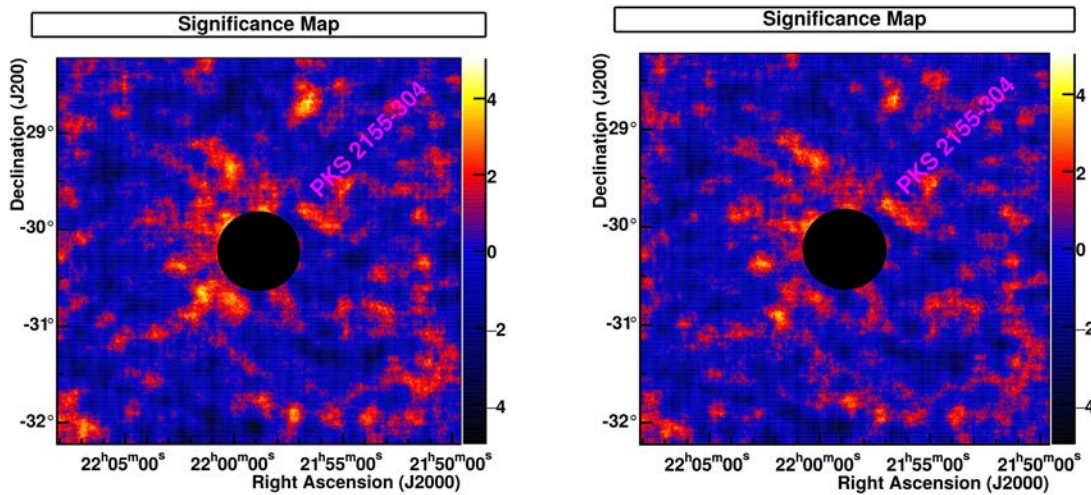 Significance Map
Declination (J200)
-29°
-30°
-31°
-32°
PKS 2155-304
4
2
0
-2
-4
22h05m00s 22h00m00s 21h55m00s 21h50m00s
Right Ascension (J2000)
Significance Map
Declination (J200)
-29°
-30°
-31°
-32°
PKS 2155-304
4
2
0
-2
-4
22h05m00s 22h00m00s 21h55m00s 21h50m00s
Right Ascension (J2000)